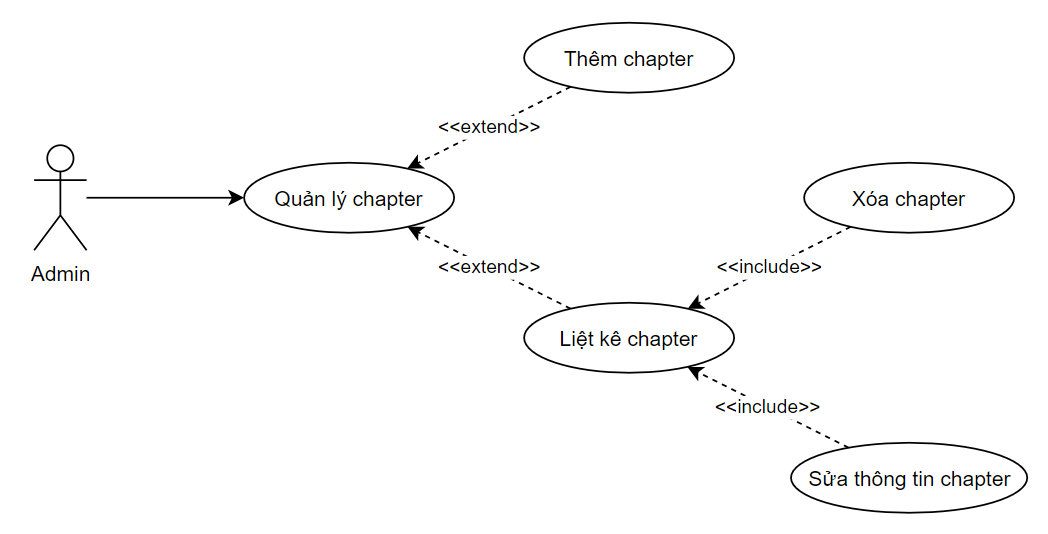 Thêm chapter
<<extend>>
Quản lý chapter
Xóa chapter
Admin
<<extend>>
<<include>>
Liệt kê chapter
<<include>>
Sửa thông tin chapter